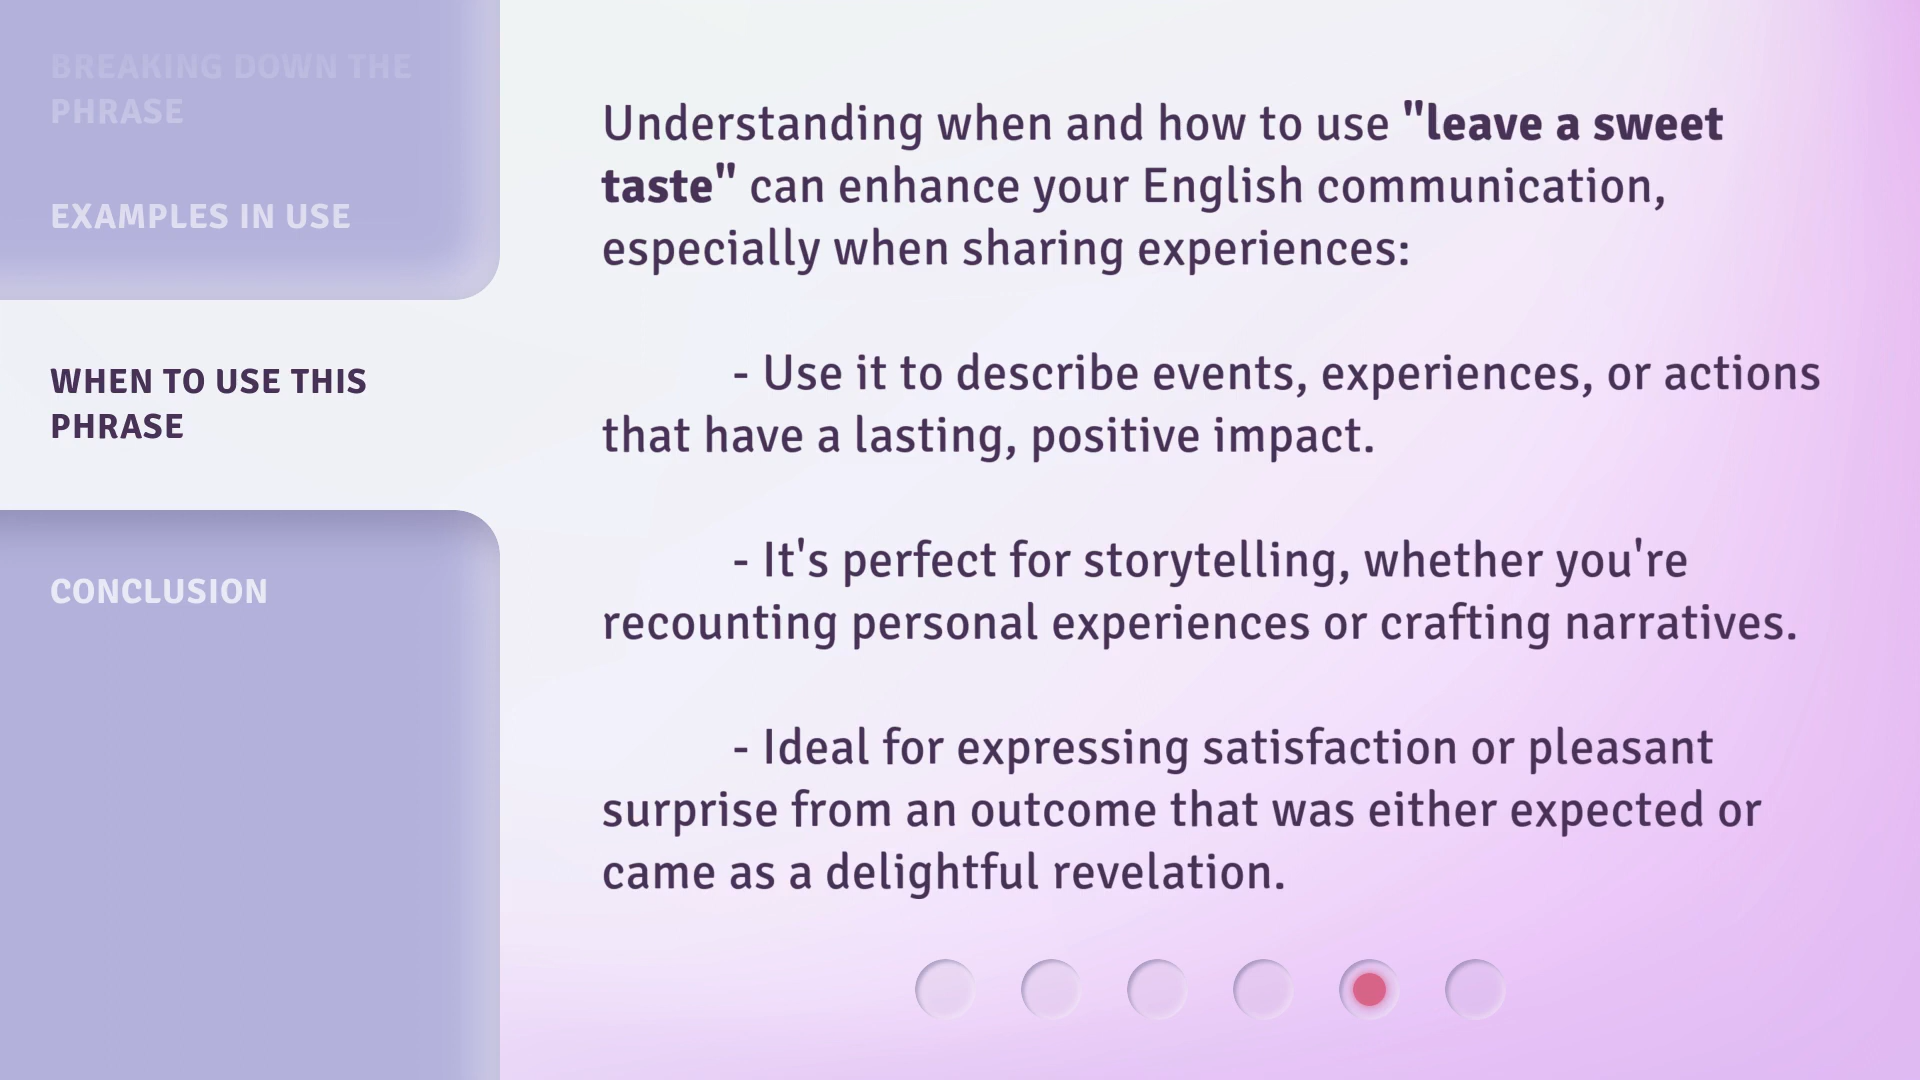 BREAKING DOWN THE
PHRASE
EXAMPLES IN USE
WHEN TO USE THIS
PHRASE
CONCLUSION
Understanding when and how to use "leave a sweet
taste" can enhance your English communication,
especially when sharing experiences:
- Use it to describe events, experiences, or actions
that have a lasting, positive impact.
- It's perfect for storytelling, whether you're
recounting personal experiences or crafting narratives.
- Ideal for expressing satisfaction or pleasant
surprise from an outcome that was either expected or
came as a delightful revelation.